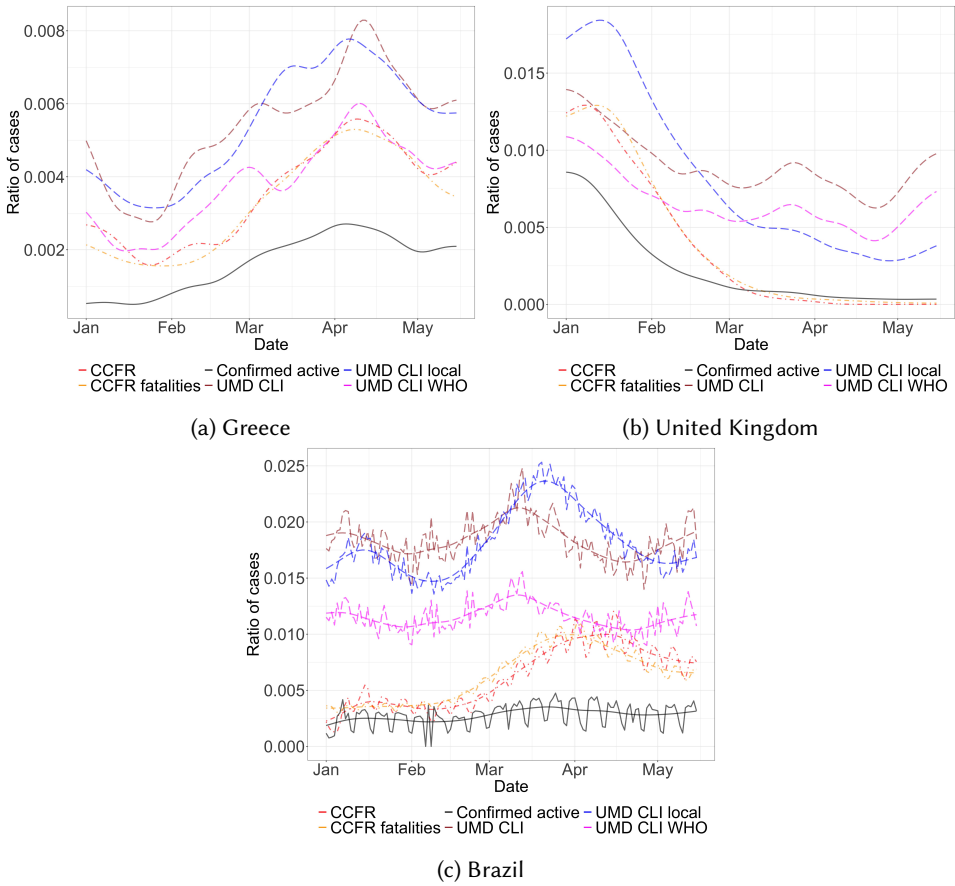 Ratio of cases
0.008
0.006
0.004
0.002
Jan Feb Mar Apr May
Date
CCFR Confirmed active UMD CLI local
CCFR fatalities UMD CLI UMD CLI WHO
(a) Greece
Ratio of cases
0.015
0.010
0.005
0.000
Jan Feb Mar Apr May
Date
CCFR Confirmed active UMD CLI local
CCFR fatalities UMD CLI UMD CLI WHO
(b) United Kingdom
Ratio of cases
0.025
0.020
0.015
0.010
0.005
0.000
Jan Feb Mar Apr May
Date
CCFR Confirmed active UMD CLI local
CCFR fatalities UMD CLI UMD CLI WHO
(c) Brazil